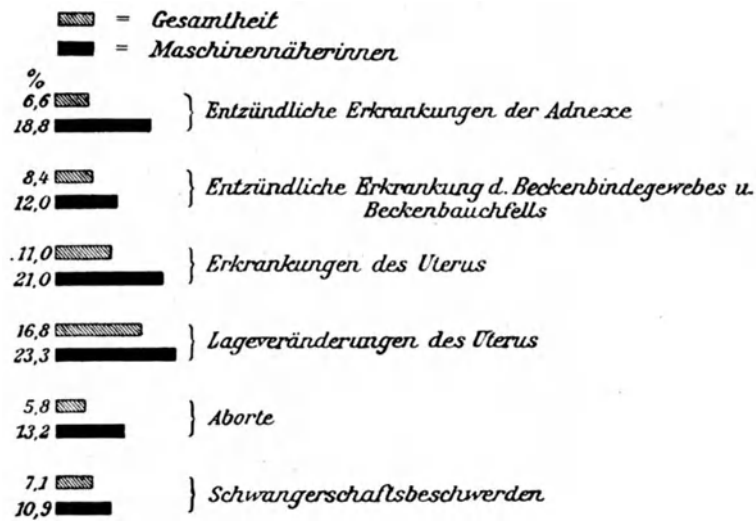 = Gesamtheit
= Maschinennäherinnen
%
6,6
18,8
Entzündliche Erkrankungen der Adnexe
8,4
12,0
Entzündliche Erkrankung d. Beckenbindegewebes u.
Beckenbauchfells
11,0
21,0
Erkrankungen des Uterus
16,8
23,3
Lageveränderungen des Uterus
5,8
13,2
Aborte
7,1
10,9
Schwangerschaftsbeschwerden